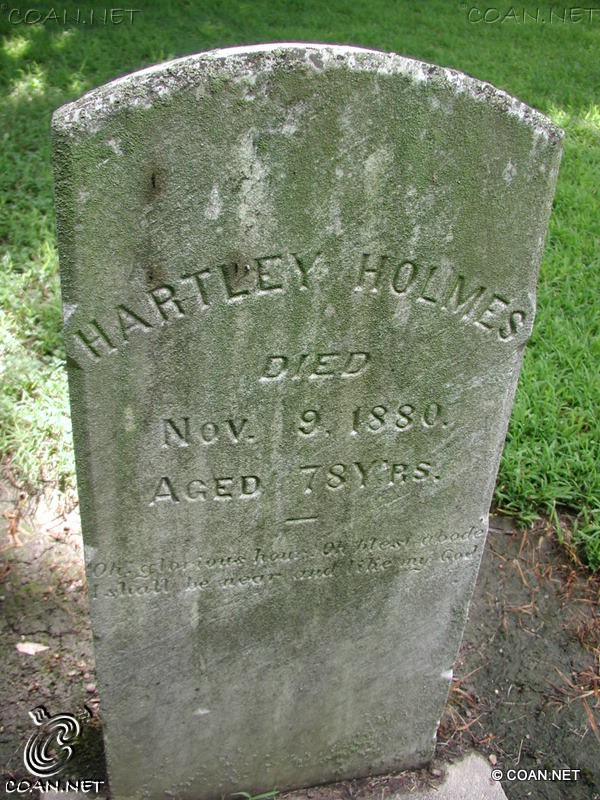 ©COAN.NET
©COAN.NET
HARTLEY HOLMES
DIED
Nov. 9, 1880.
AGED 78 Y'RS.
Oh, glorious hour, Oh blest abode
I shall be near and like my God
©COAN.NET
© COAN.NET